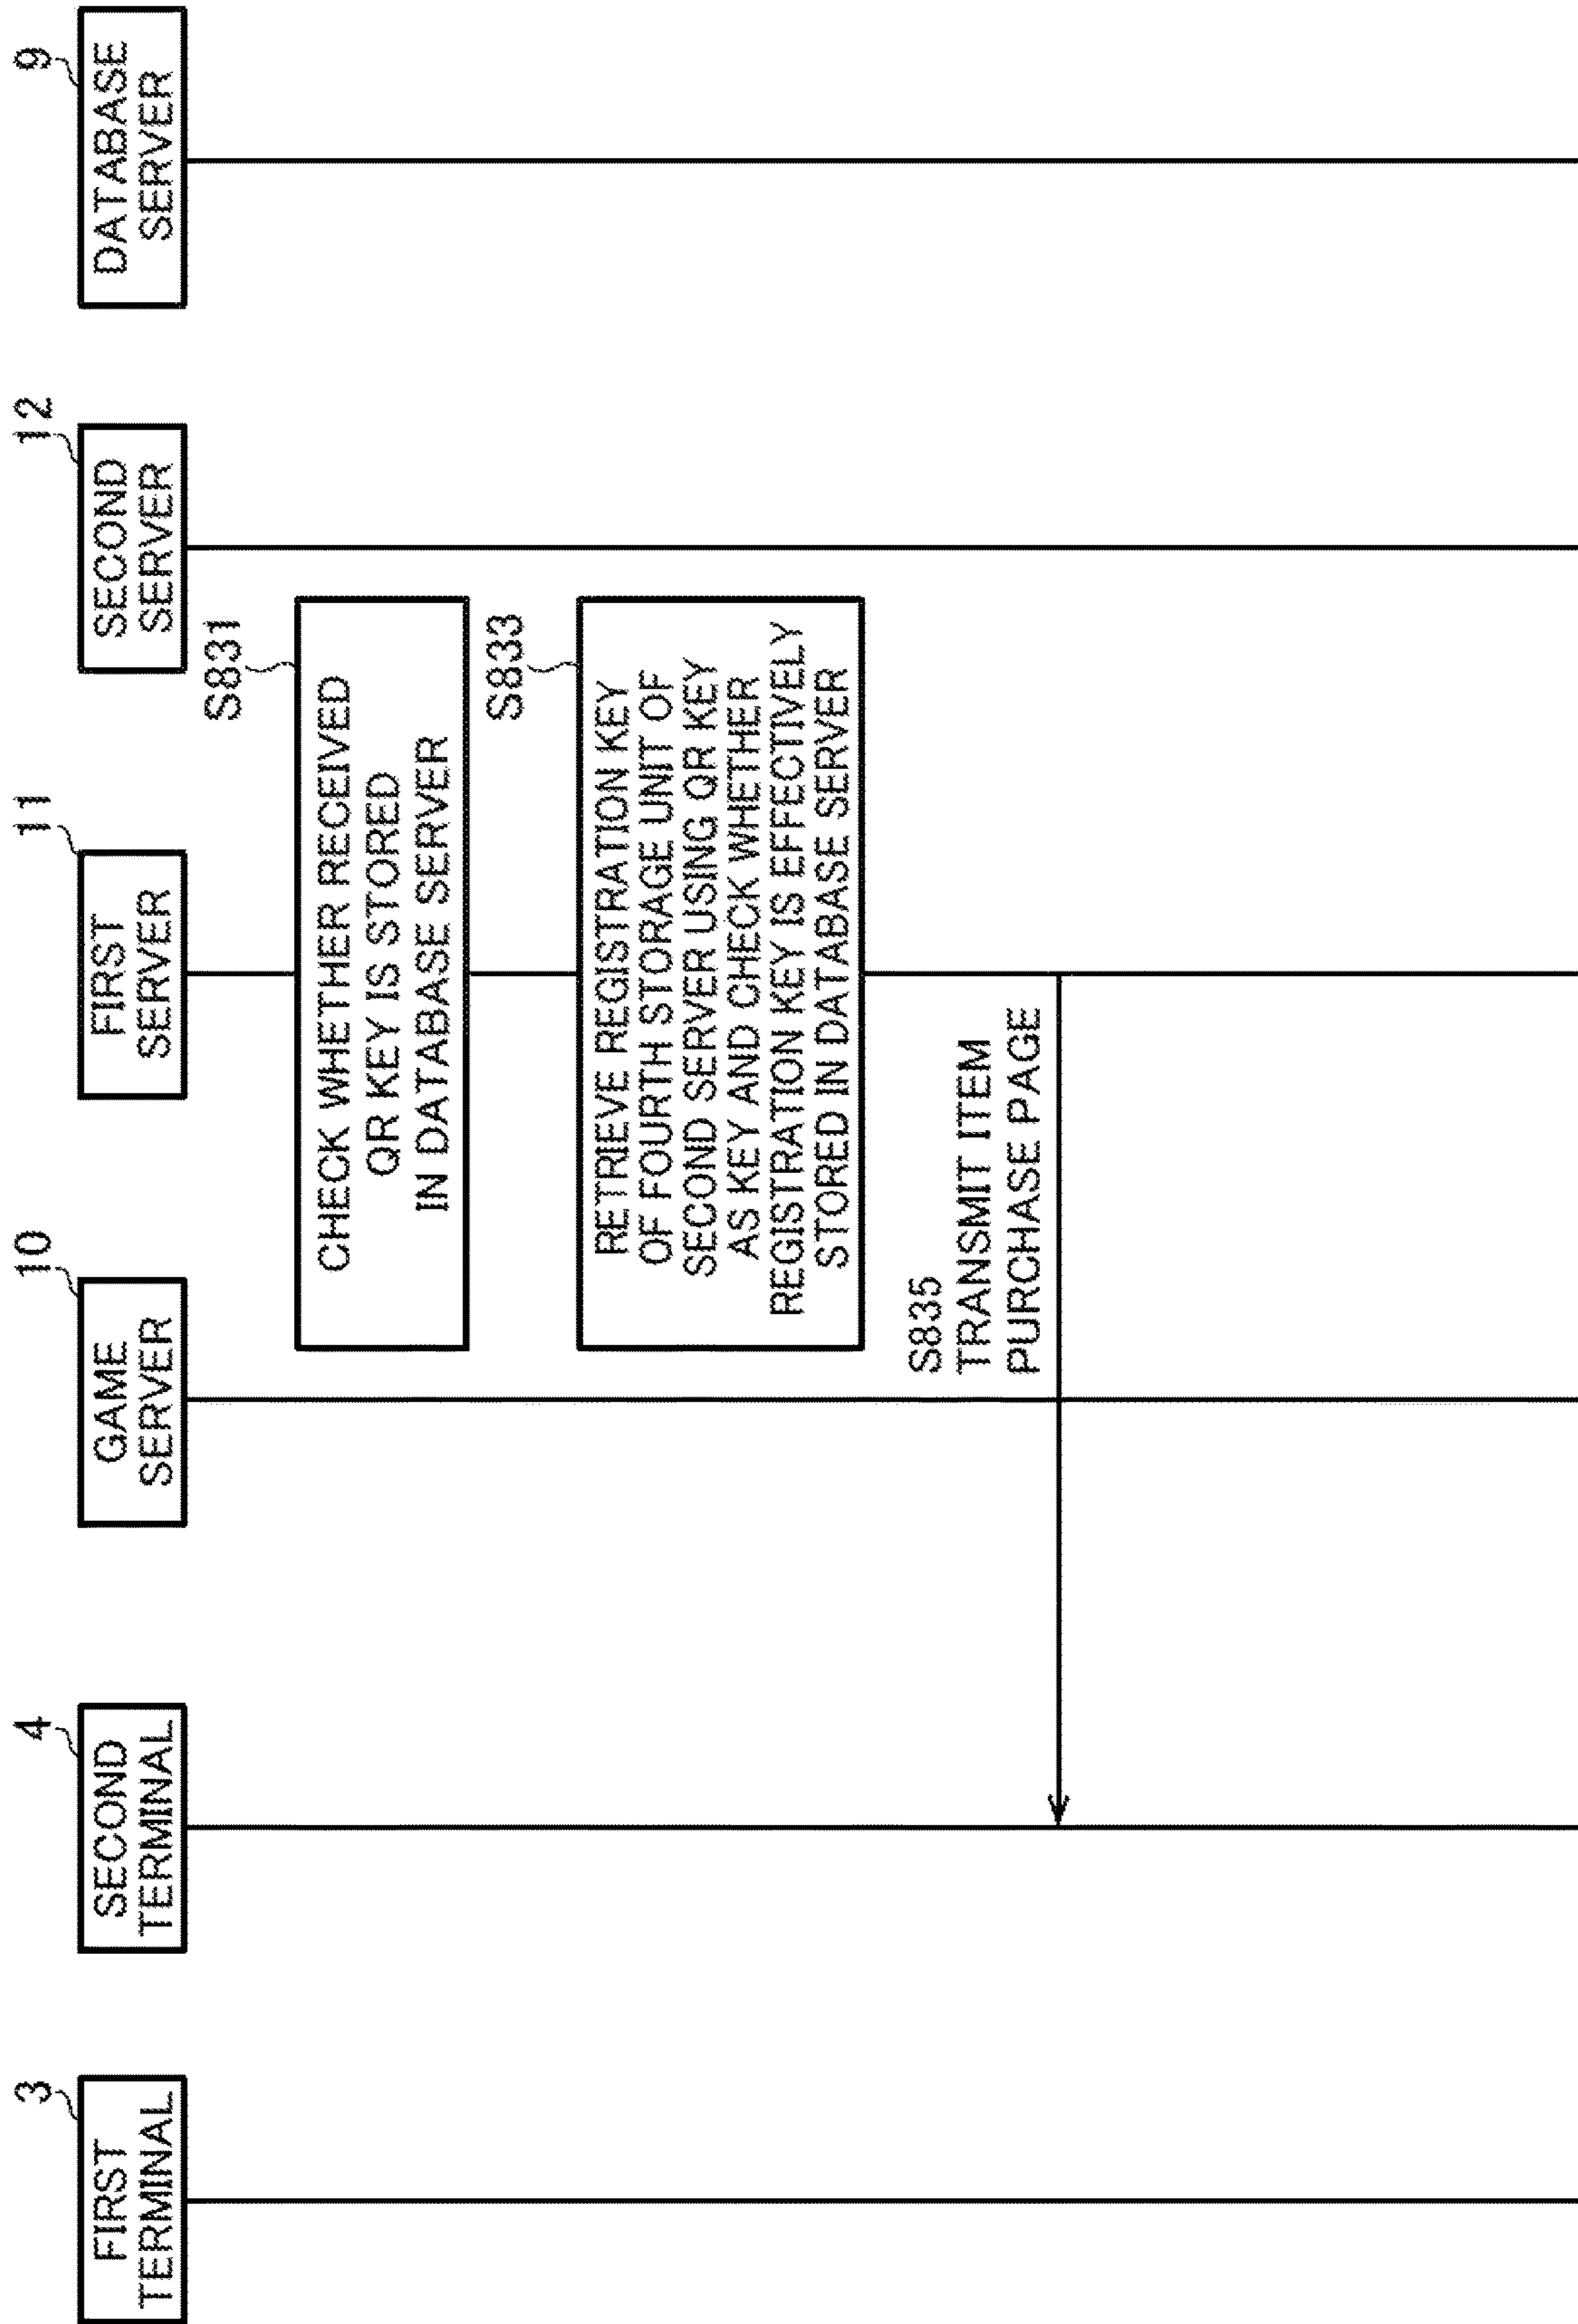 3
FIRST
TERMINAL
4
SECOND
TERMINAL
10
GAME
SERVER
11
FIRST
SERVER
12
SECOND
SERVER
9
DATABASE
SERVER
S831
CHECK WHETHER RECEIVED
QR KEY IS STORED
IN DATABASE SERVER
S833
RETRIEVE REGISTRATION KEY
OF FOURTH STORAGE UNIT OF
SECOND SERVER USING QR KEY
AS KEY AND CHECK WHETHER
REGISTRATION KEY IS EFFECTIVELY
STORED IN DATABASE SERVER
S835
TRANSMIT ITEM
PURCHASE PAGE